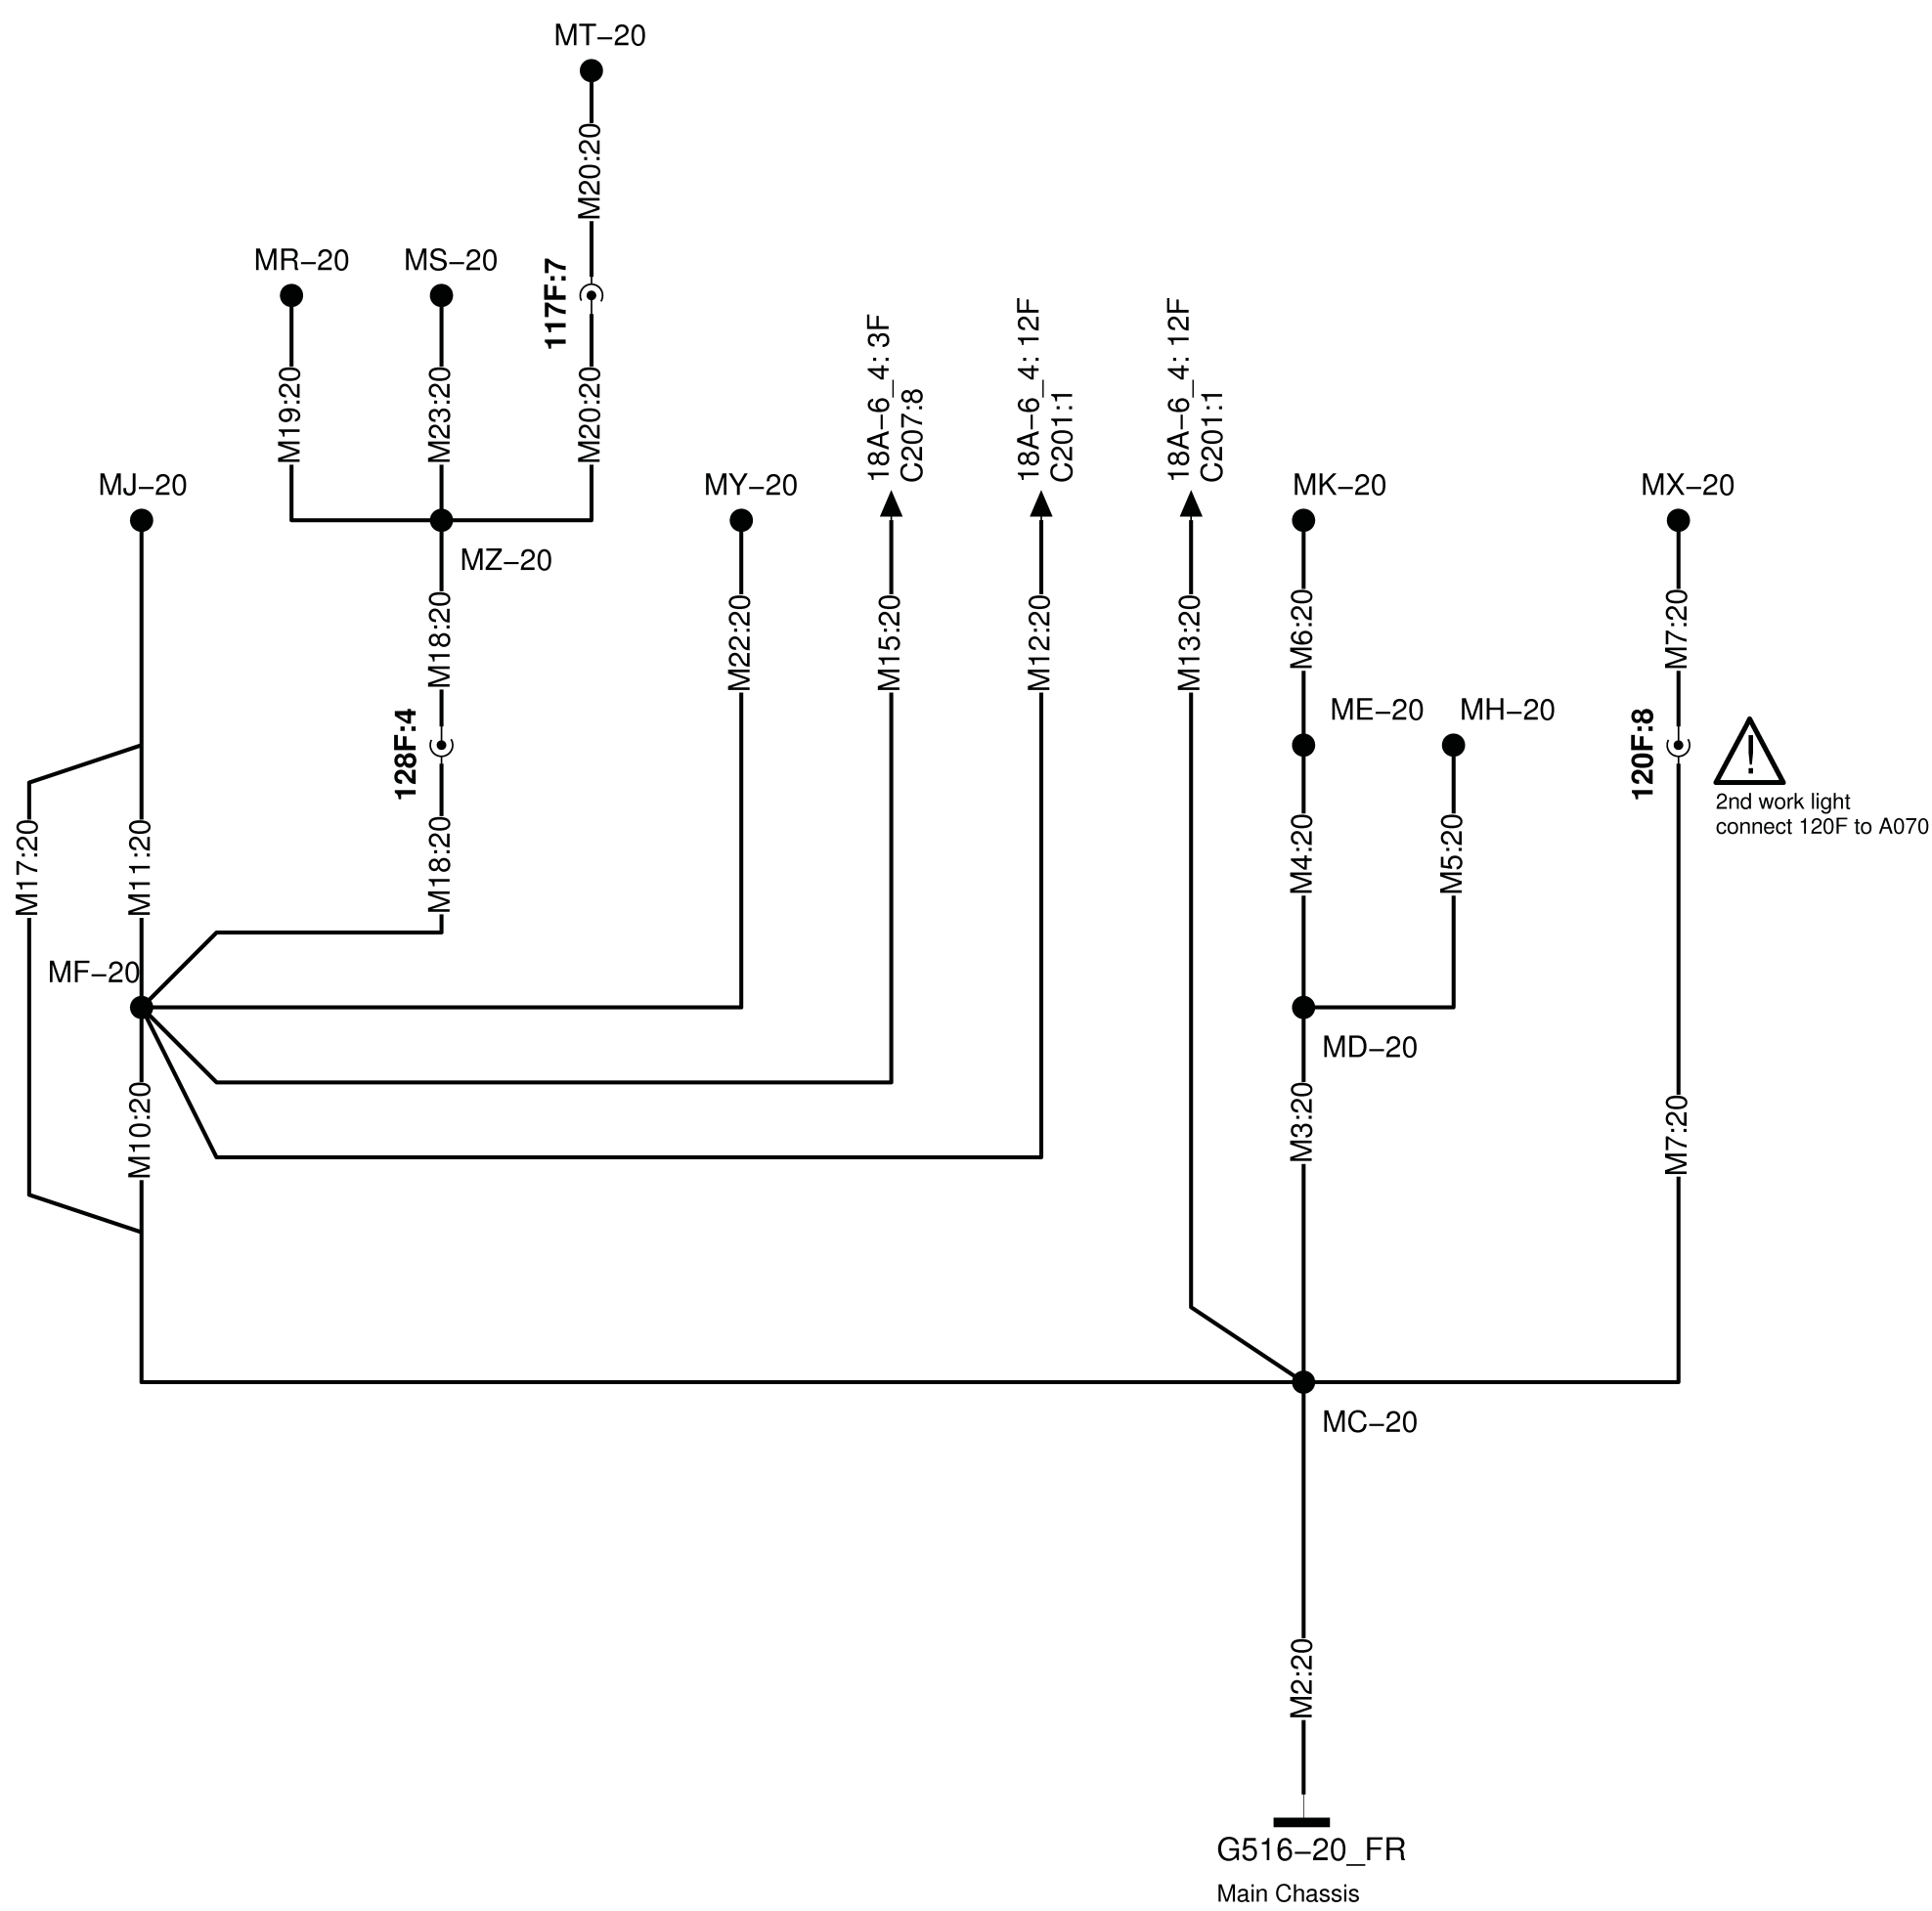 MT-20
M20:20
MR-20
MS-20
117F:7
M19:20
M23:20
M20:20
18A-6_4: 3F
C207:8
18A-6_4: 12F
C201:1
18A-6_4: 12F
C201:1
MJ-20
MZ-20
MY-20
MK-20
MX-20
M18:20
M22:20
M15:20
M12:20
M13:20
M6:20
M7:20
128F:4
ME-20
MH-20
120F:8
!
2nd work light
connect 120F to A070
M17:20
M11:20
M18:20
M4:20
M5:20
MF-20
MD-20
M10:20
M3:20
M7:20
MC-20
M2:20
G516-20_FR
Main Chassis